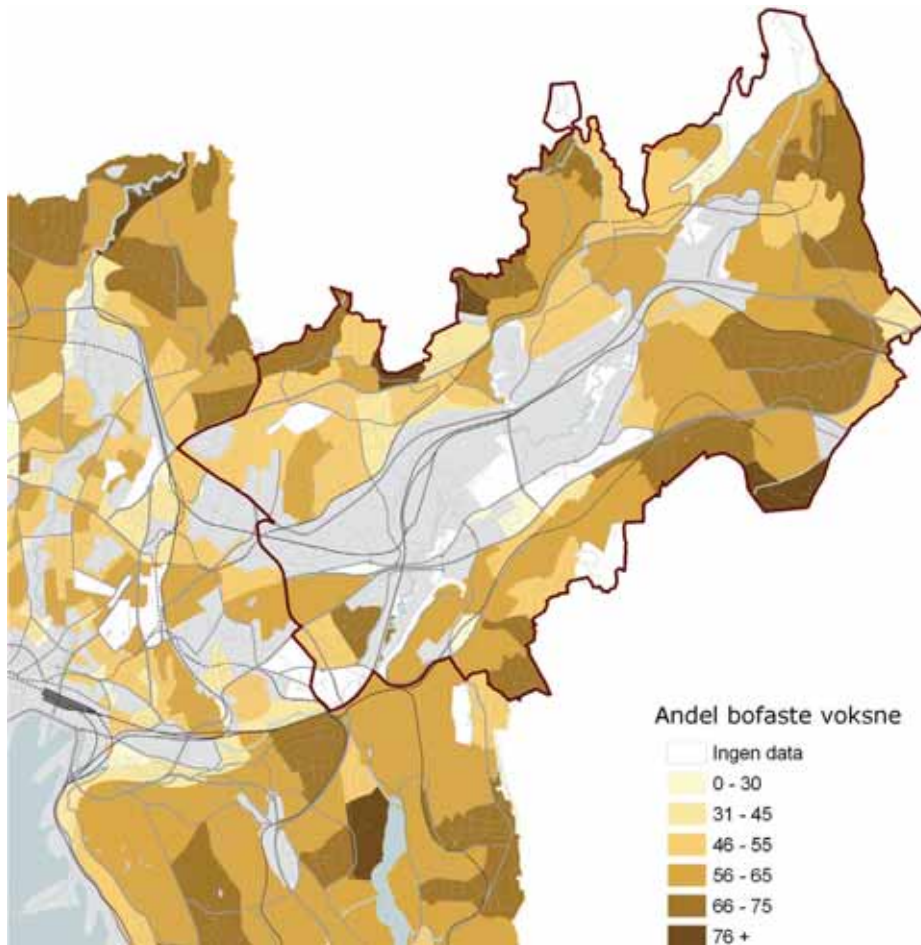 Andel bofaste voksne
Ingen data
0 - 30
31 - 45
46 - 55
56 - 65
66 - 75
76 +